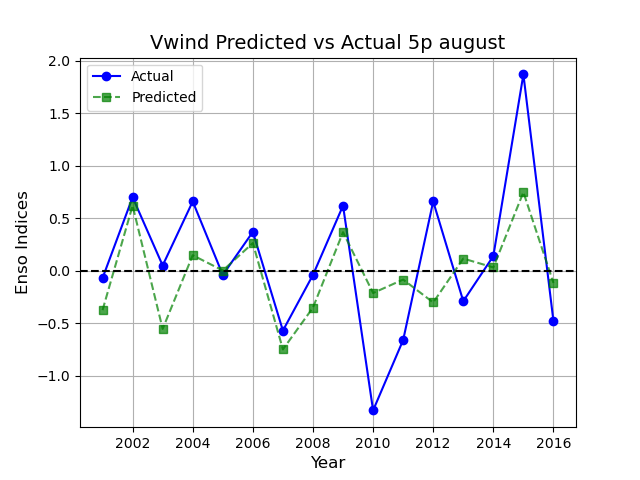 Vwind Predicted vs Actual 5p august
Actual
Predicted
Enso Indices
2.0
1.5
1.0
0.5
0.0
−0.5
−1.0
2002 2004 2006 2008 2010 2012 2014 2016
Year